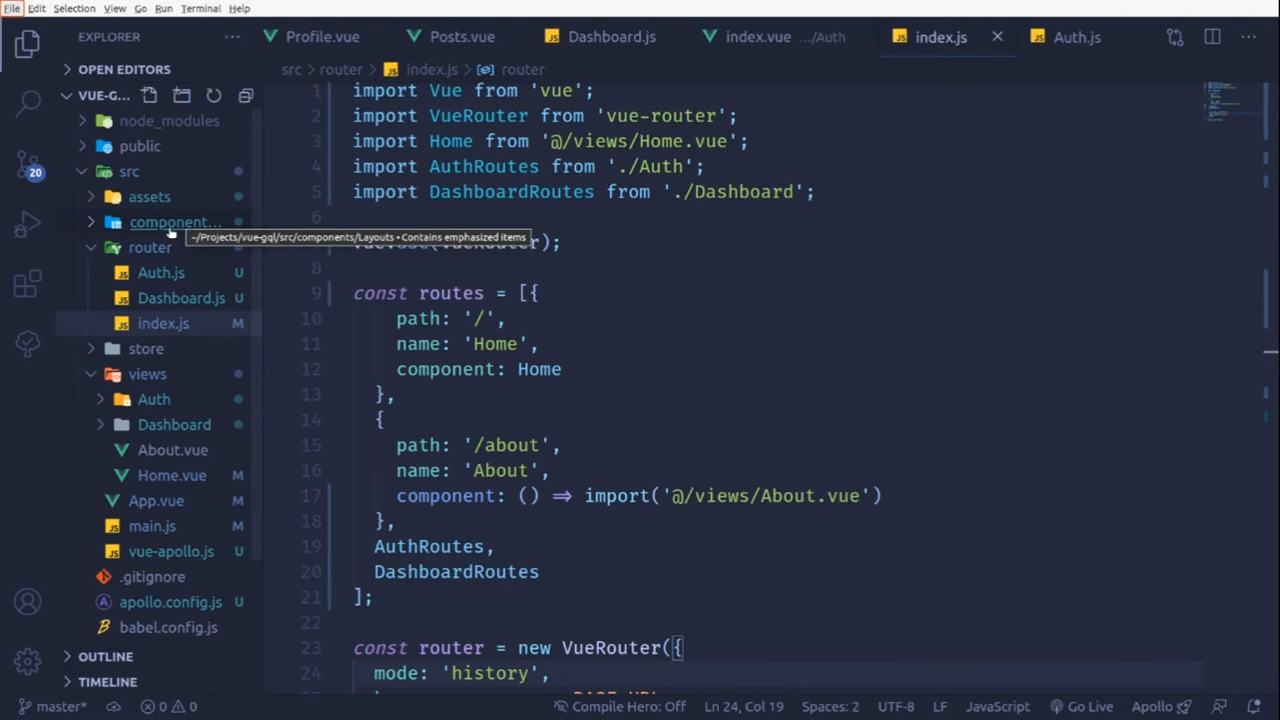 File Edit Selection View Go Run Terminal Help
EXPLORER ...
Profile.vue Posts.vue Dashboard.js index.vue .../Auth index.js Auth.js
OPEN EDITORS
src › router › index.js › router
VUE-G...
node_modules
public
src
assets
component...
~/Projects/vue-gql/src/components/Layouts • Contains emphasized items
router
Auth.js U
Dashboard.js U
index.js M
store
views
Auth
Dashboard
About.vue
Home.vue M
App.vue M
main.js M
vue-apollo.js U
.gitignore
apollo.config.js U
babel.config.js
OUTLINE
TIMELINE
20
1 import Vue from 'vue';
2 import VueRouter from 'vue-router';
3 import Home from '@/views/Home.vue';
4 import AuthRoutes from './Auth';
5 import DashboardRoutes from './Dashboard';
6
);
8
9 const routes = [{
10 path: '/',
11 name: 'Home',
12 component: Home
13 },
14 {
15 path: '/about',
16 name: 'About',
17 component: () => import('@/views/About.vue')
18 },
19 AuthRoutes,
20 DashboardRoutes
21 ];
22
23 const router = new VueRouter({
24 mode: 'history',
master* 0 0 Compile Hero: Off Ln 24, Col 19 Spaces: 2 UTF-8 LF JavaScript Go Live Apollo